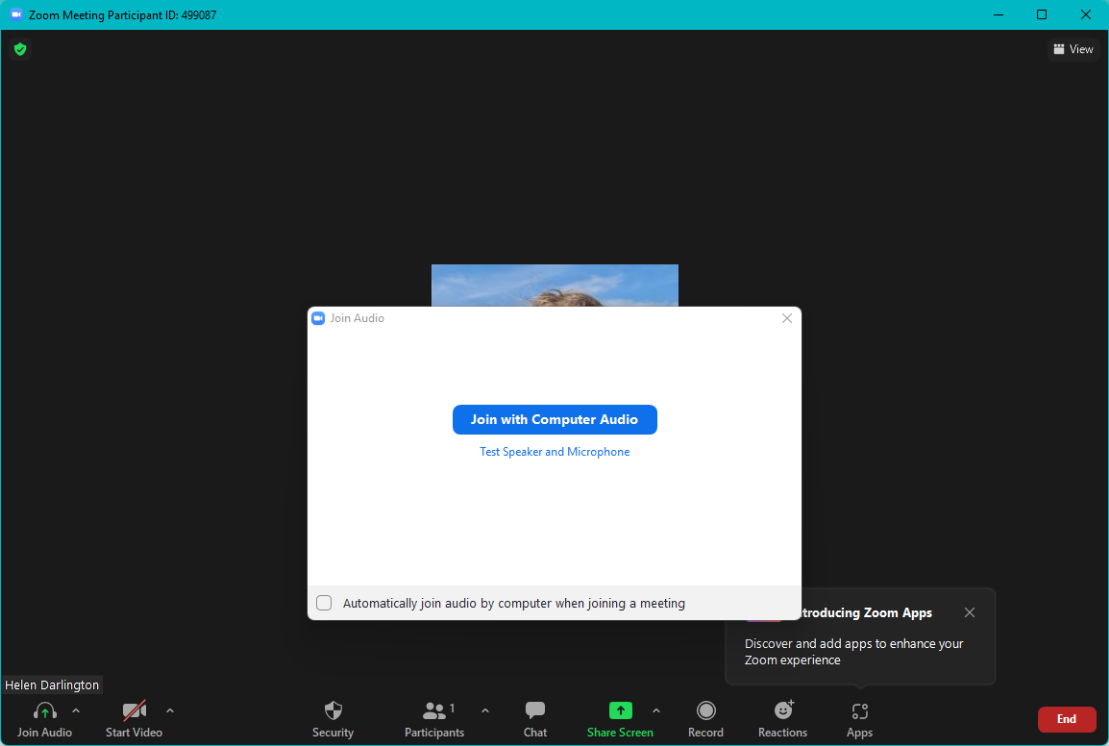 Zoom Meeting Participant ID: 499087
View
Join Audio
Join with Computer Audio
Test Speaker and Microphone
Automatically join audio by computer when joining a meeting
troducing Zoom Apps
Discover and add apps to enhance your
Zoom experience
Helen Darlington
1
Join Audio
Start Video
Security
Participants
Chat
Share Screen
Record
Reactions
Apps
End